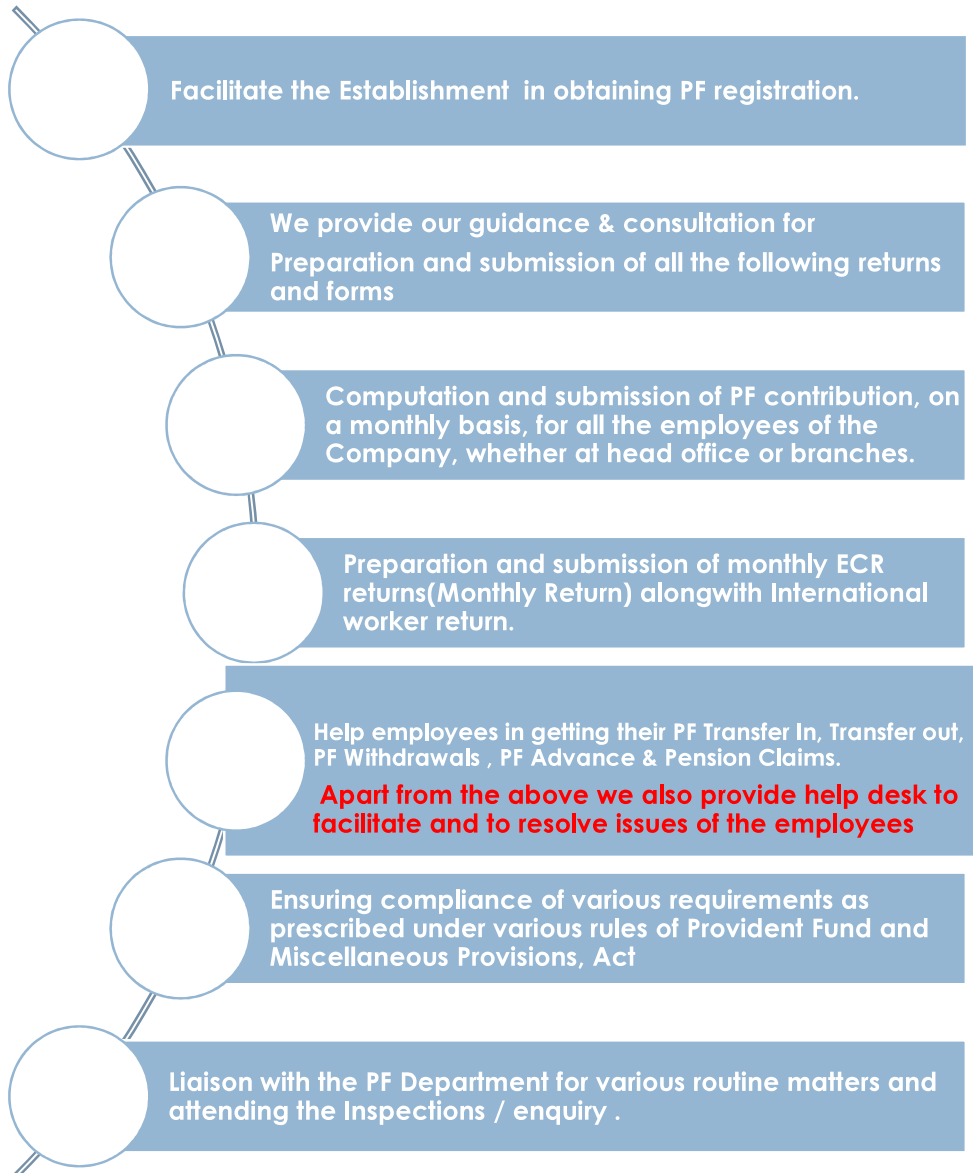 Facilitate the Establishment  in obtaining PF registration.
We provide our guidance & consultation for
Preparation and submission of all the following returns
and forms
Computation and submission of PF contribution, on
a monthly basis, for all the employees of the
Company, whether at head office or branches.
Preparation and submission of monthly ECR
returns(Monthly Return) alongwith International
worker return.
Help employees in getting their PF Transfer In, Transfer out,
PF Withdrawals , PF Advance & Pension Claims.
Apart from the above we also provide help desk to
facilitate and to resolve issues of the employees
Ensuring compliance of various requirements as
prescribed under various rules of Provident Fund and
Miscellaneous Provisions, Act
Liaison with the PF Department for various routine matters and
attending the Inspections / enquiry .